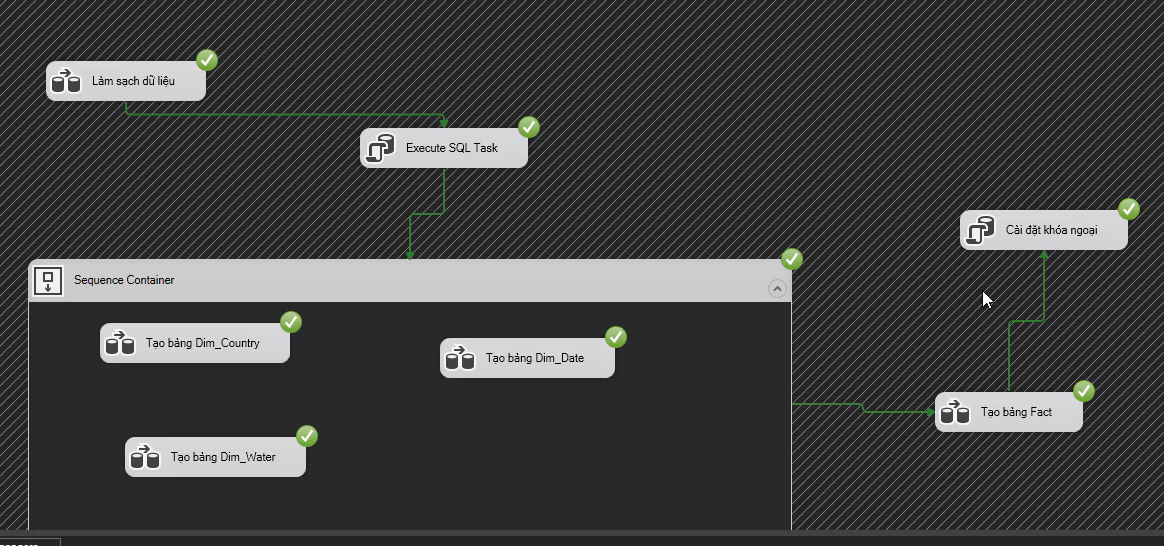 Làm sạch dữ liệu
Execute SQL Task
Cài đặt khóa ngoại
Sequence Container
Tạo bảng Dim_Country
Tạo bảng Dim_Date
Tạo bảng Fact
Tạo bảng Dim_Water